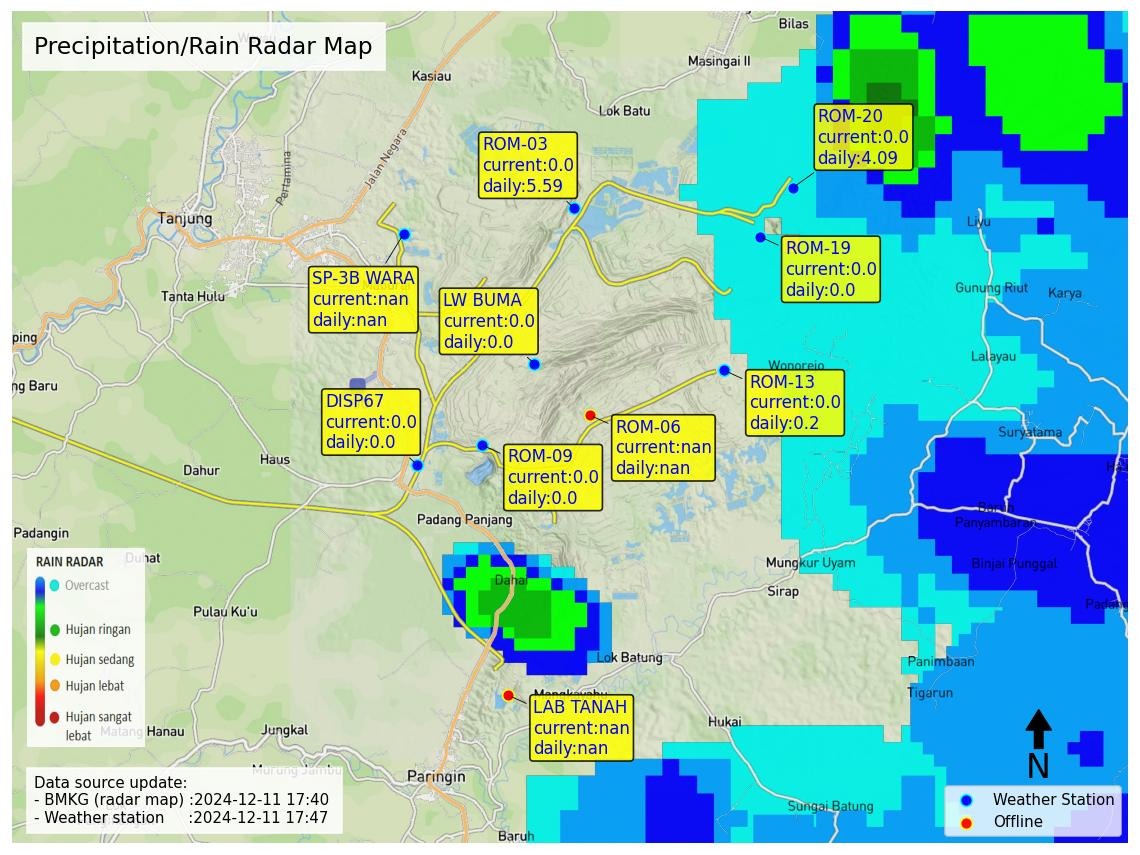 Precipitation/Rain Radar Map
Bilas
Masingai II
Kasiau
Lok Batu
Jalan Negara
Pertamina
Tanjung
Tanta Hulu
ROM-03
current:0.0
daily:5.59
ROM-20
current:0.0
daily:4.09
ROM-19
current:0.0
daily:0.0
SP-3B WARA
current:nan
daily:nan
LW BUMA
current:0.0
daily:0.0
Liyu
Gunung Riut
Karya
Lalayau
Wonorejo
ROM-13
current:0.0
daily:0.2
DISP67
current:0.0
daily:0.0
ROM-06
current:nan
daily:nan
ROM-09
current:0.0
daily:0.0
ping
ng Baru
Suryatama
Haus
Dahur
Padang Panjang
Padangin
Duhat
Panyambaran
Binjai Punggal
Mungkur Uyam
Sirap
Dahai
Pulau Ku'u
Padang
Lok Batung
Panimbaan
Tigarun
Mangkayahu
LAB TANAH
current:nan
daily:nan
Hukai
Matang Hanau
Jungkal
Murung Jambu
Paringin
Baruh
Sungai Batung
RAIN RADAR
Overcast
Hujan ringan
Hujan sedang
Hujan lebat
Hujan sangat
lebat
Data source update:
- BMKG (radar map) :2024-12-11 17:40
- Weather station :2024-12-11 17:47
N
Weather Station
Offline